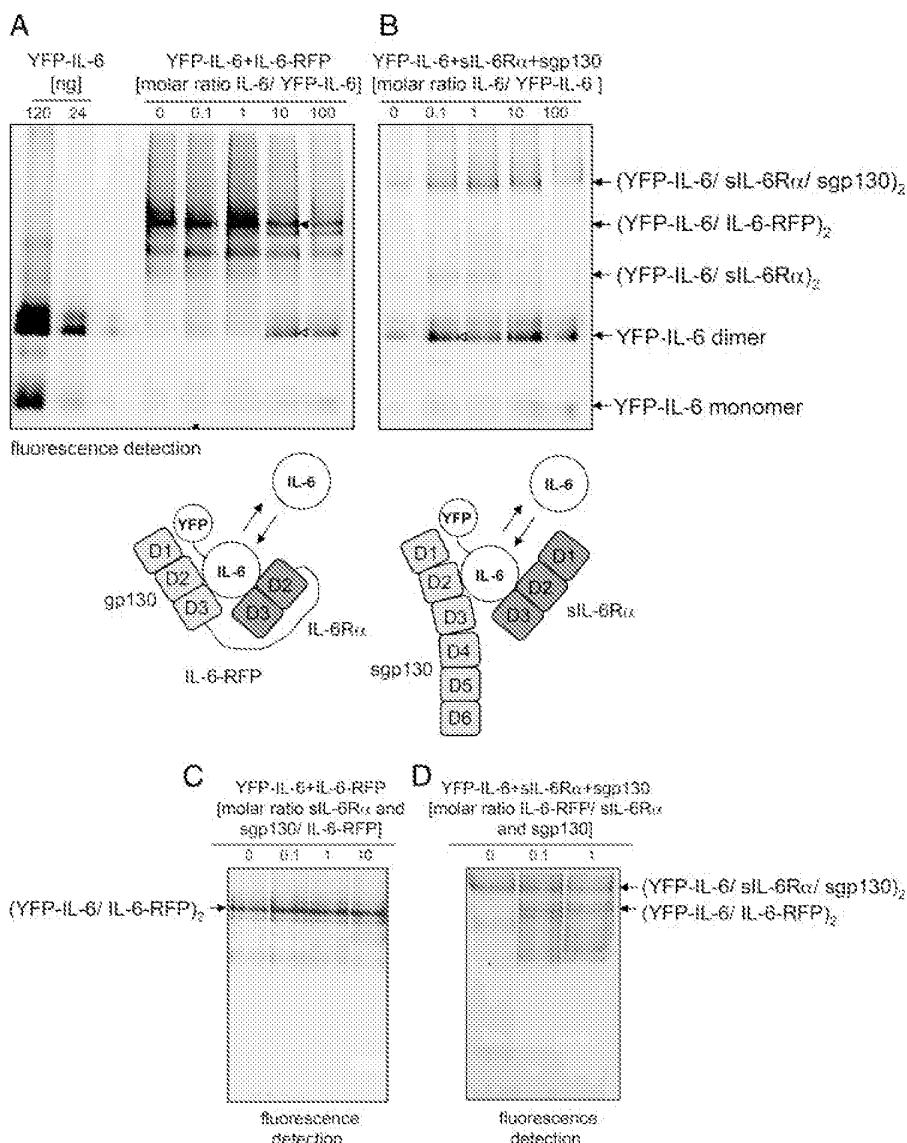 A
YFP-IL-6
[ng]
120 24
YFP-IL-6+IL-6-RFP
[molar ratio IL-6/ YFP-IL-6]
0 0.1 1 10 100
B
YFP-IL-6+sIL-6Rα+sgp130
[molar ratio IL-6/ YFP-IL-6 ]
0 0.1 1 10 100
(YFP-IL-6/ sIL-6Rα/ sgp130)2
(YFP-IL-6/ IL-6-RFP)2
(YFP-IL-6/ sIL-6Rα)2
YFP-IL-6 dimer
YFP-IL-6 monomer
fluorescence detection
IL-6
YFP
D1
D2
D3
IL-6
D2
D3
gp130
IL-6Rα
IL-6-RFP
IL-6
YFP
D1
D2
D3
D4
D5
D6
IL-6
D1
D2
D3
sIL-6Rα
sgp130
C
YFP-IL-6+IL-6-RFP
[molar ratio sIL-6Rα and
sgp130/ IL-6-RFP]
0 0.1 1 10
(YFP-IL-6/ IL-6-RFP)2
fluorescence
detection
D
YFP-IL-6+sIL-6Rα+sgp130
[molar ratio IL-6-RFP/ sIL-6Rα
and sgp130]
0 0.1 1
(YFP-IL-6/ sIL-6Rα/ sgp130)2
(YFP-IL-6/ IL-6-RFP)2
fluorescence
detection